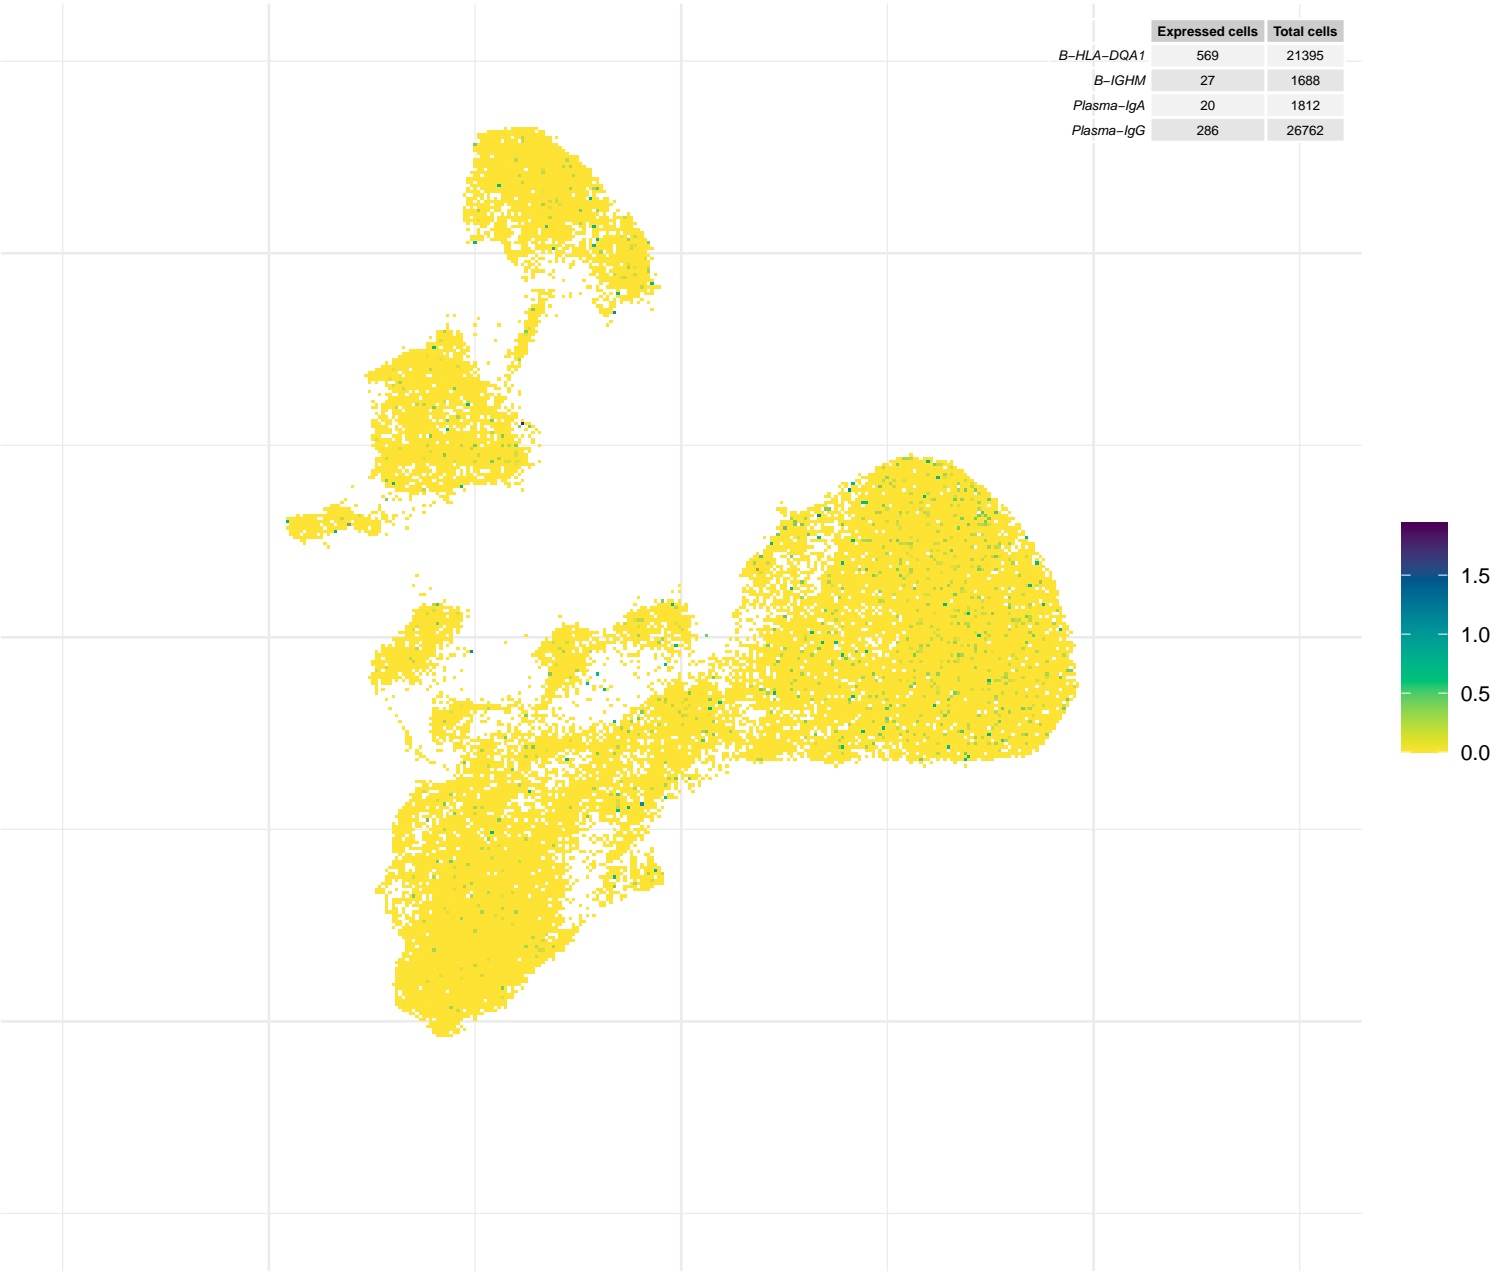 Expressed cells Total cells
B−HLA−DQA1 569 21395
B−IGHM 27 1688
Plasma−IgA 20 1812
Plasma−IgG 286 26762
1.5
1.0
0.5
0.0